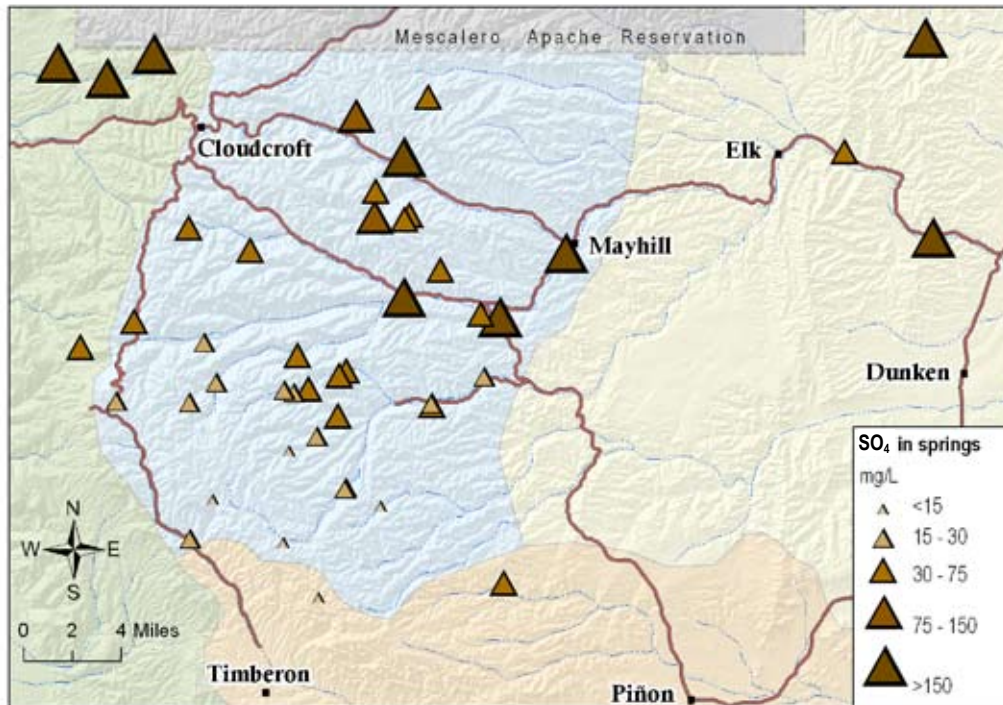 Mescalero Apache Reservation
Cloudcroft
Elk
Mayhill
Dunken
SO₄ in springs
mg/L
<15
15 - 30
30 - 75
75 - 150
>150
N
W E
S
0 2 4 Miles
Timberon
Piñon